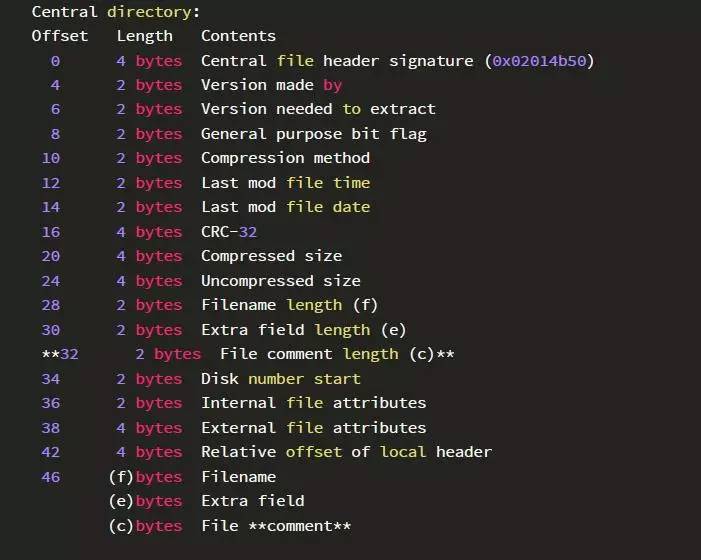 Central directory:
Offset Length Contents
0 4 bytes Central file header signature (0x02014b50)
4 2 bytes Version made by
6 2 bytes Version needed to extract
8 2 bytes General purpose bit flag
10 2 bytes Compression method
12 2 bytes Last mod file time
14 2 bytes Last mod file date
16 4 bytes CRC-32
20 4 bytes Compressed size
24 4 bytes Uncompressed size
28 2 bytes Filename length (f)
30 2 bytes Extra field length (e)
**32 2 bytes File comment length (c)**
34 2 bytes Disk number start
36 2 bytes Internal file attributes
38 4 bytes External file attributes
42 4 bytes Relative offset of local header
46 (f)bytes Filename
(e)bytes Extra field
(c)bytes File **comment**